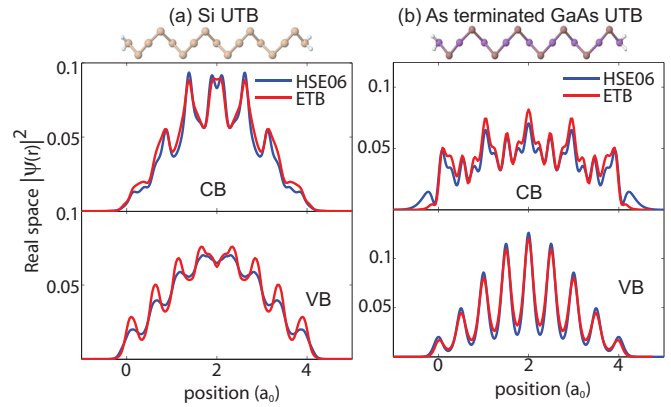 (a) Si UTB
(b) As terminated GaAs UTB
Real space |Ψ(r)|²
0.1
0.05
HSE06
ETB
CB
0.1
0.05
VB
0
2
4
position (a₀)
0.1
0.05
HSE06
ETB
CB
0.1
0.05
VB
0
2
4
position (a₀)